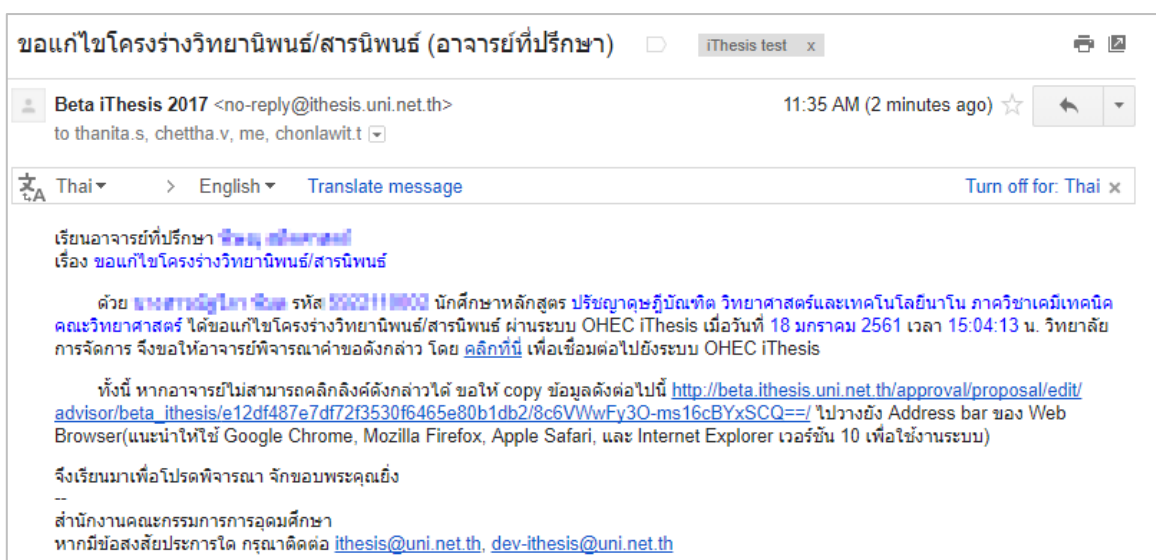 ขอแก้ไขโครงร่างวิทยานิพนธ์/สารนิพนธ์ (อาจารย์ที่ปรึกษา) iThesis test x
Beta iThesis 2017 <no-reply@ithesis.uni.net.th> 11:35 AM (2 minutes ago)
to thanita.s, chettha.v, me, chonlawit.t
Thai > English Translate message Turn off for: Thai x
เรียนอาจารย์ที่ปรึกษา
เรื่อง ขอแก้ไขโครงร่างวิทยานิพนธ์/สารนิพนธ์
ด้วย รหัส นักศึกษาหลักสูตร ปรัชญาดุษฎีบัณฑิต วิทยาศาสตร์และเทคโนโลยีนาโน ภาควิชาเคมีเทคนิค
คณะวิทยาศาสตร์ ได้ขอแก้ไขโครงร่างวิทยานิพนธ์/สารนิพนธ์ ผ่านระบบ OHEC iThesis เมื่อวันที่ 18 มกราคม 2561 เวลา 15:04:13 น. วิทยาลัย
การจัดการ จึงขอให้อาจารย์พิจารณาคำขอดังกล่าว โดย คลิกที่นี่ เพื่อเชื่อมต่อไปยังระบบ OHEC iThesis
ทั้งนี้ หากอาจารย์ไม่สามารถคลิกลิงค์ดังกล่าวได้ ขอให้ copy ข้อมูลดังต่อไปนี้ http://beta.ithesis.uni.net.th/approval/proposal/edit/
advisor/beta_ithesis/e12df487e7df72f3530f6465e80b1db2/8c6VWwFy3O-ms16cBYxSCQ==/ ไปวางยัง Address bar ของ Web
Browser(แนะนำให้ใช้ Google Chrome, Mozilla Firefox, Apple Safari, และ Internet Explorer เวอร์ชั่น 10 เพื่อใช้งานระบบ)
จึงเรียนมาเพื่อโปรดพิจารณา จักขอบพระคุณยิ่ง
--
สำนักงานคณะกรรมการการอุดมศึกษา
หากมีข้อสงสัยประการใด กรุณาติดต่อ ithesis@uni.net.th, dev-ithesis@uni.net.th